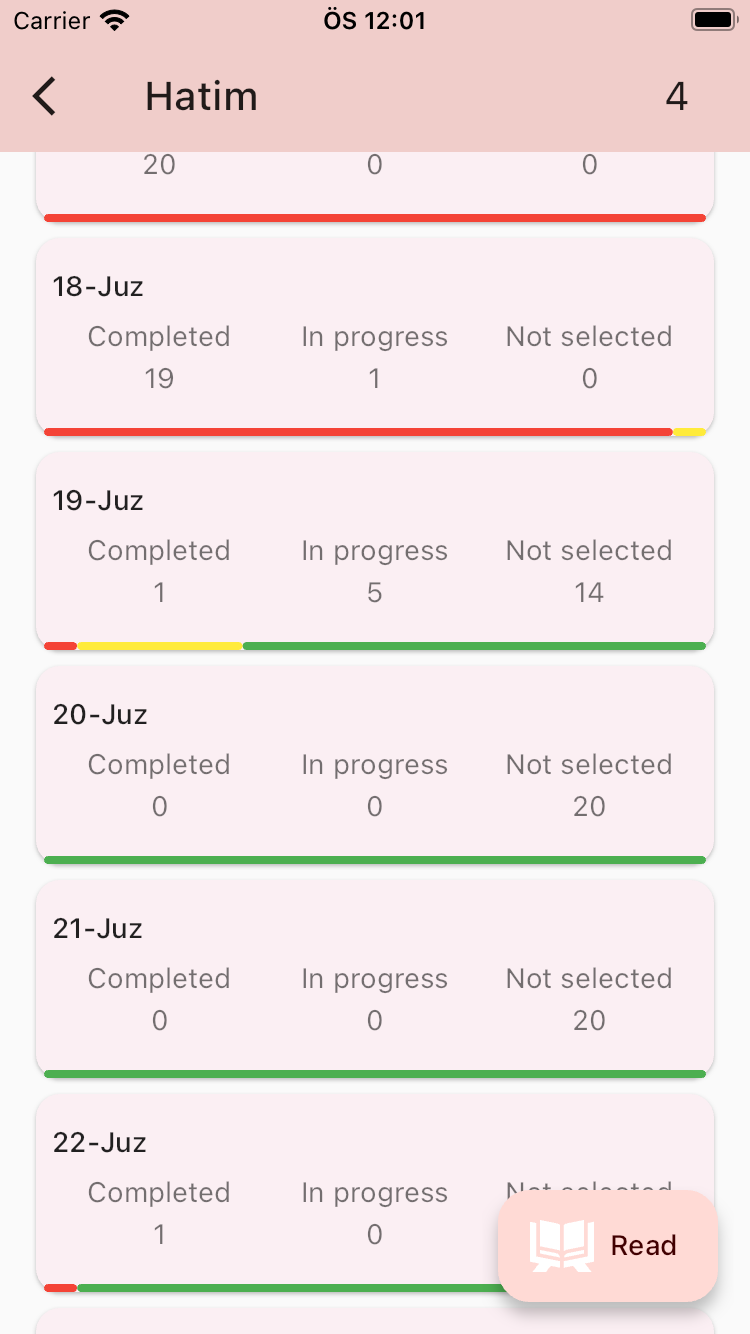 Carrier ÖS 12:01
Hatim 4
20 0 0
18-Juz
Completed In progress Not selected
19 1 0
19-Juz
Completed In progress Not selected
1 5 14
20-Juz
Completed In progress Not selected
0 0 20
21-Juz
Completed In progress Not selected
0 0 20
22-Juz
Completed In progress
1 0
Read